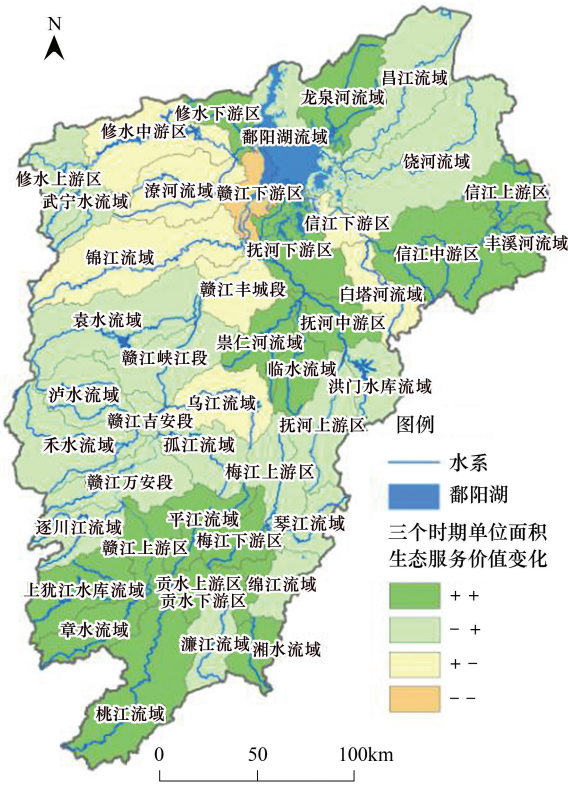 N
昌江流域
龙泉河流域
修水下游区
修水中游区
鄱阳湖流域
饶河流域
修水上游区
潦河流域
赣江下游区
信江上游区
武宁水流域
信江下游区
丰溪河流域
抚河下游区
信江中游区
锦江流域
赣江丰城段
白塔河流域
袁水流域
抚河中游区
崇仁河流域
赣江峡江段
临水流域
洪门水库流域
泸水流域
乌江流域
赣江吉安段
抚河上游区
禾水流域
孤江流域
梅江上游区
赣江万安段
平江流域
琴江流域
逐川江流域
梅江下游区
赣江上游区
上犹江水库流域
贡水上游区
绵江流域
贡水下游区
章水流域
濂江流域
湘水流域
桃江流域
图例
水系
鄱阳湖
三个时期单位面积
生态服务价值变化
+ +
- +
+ -
- -
0 50 100km